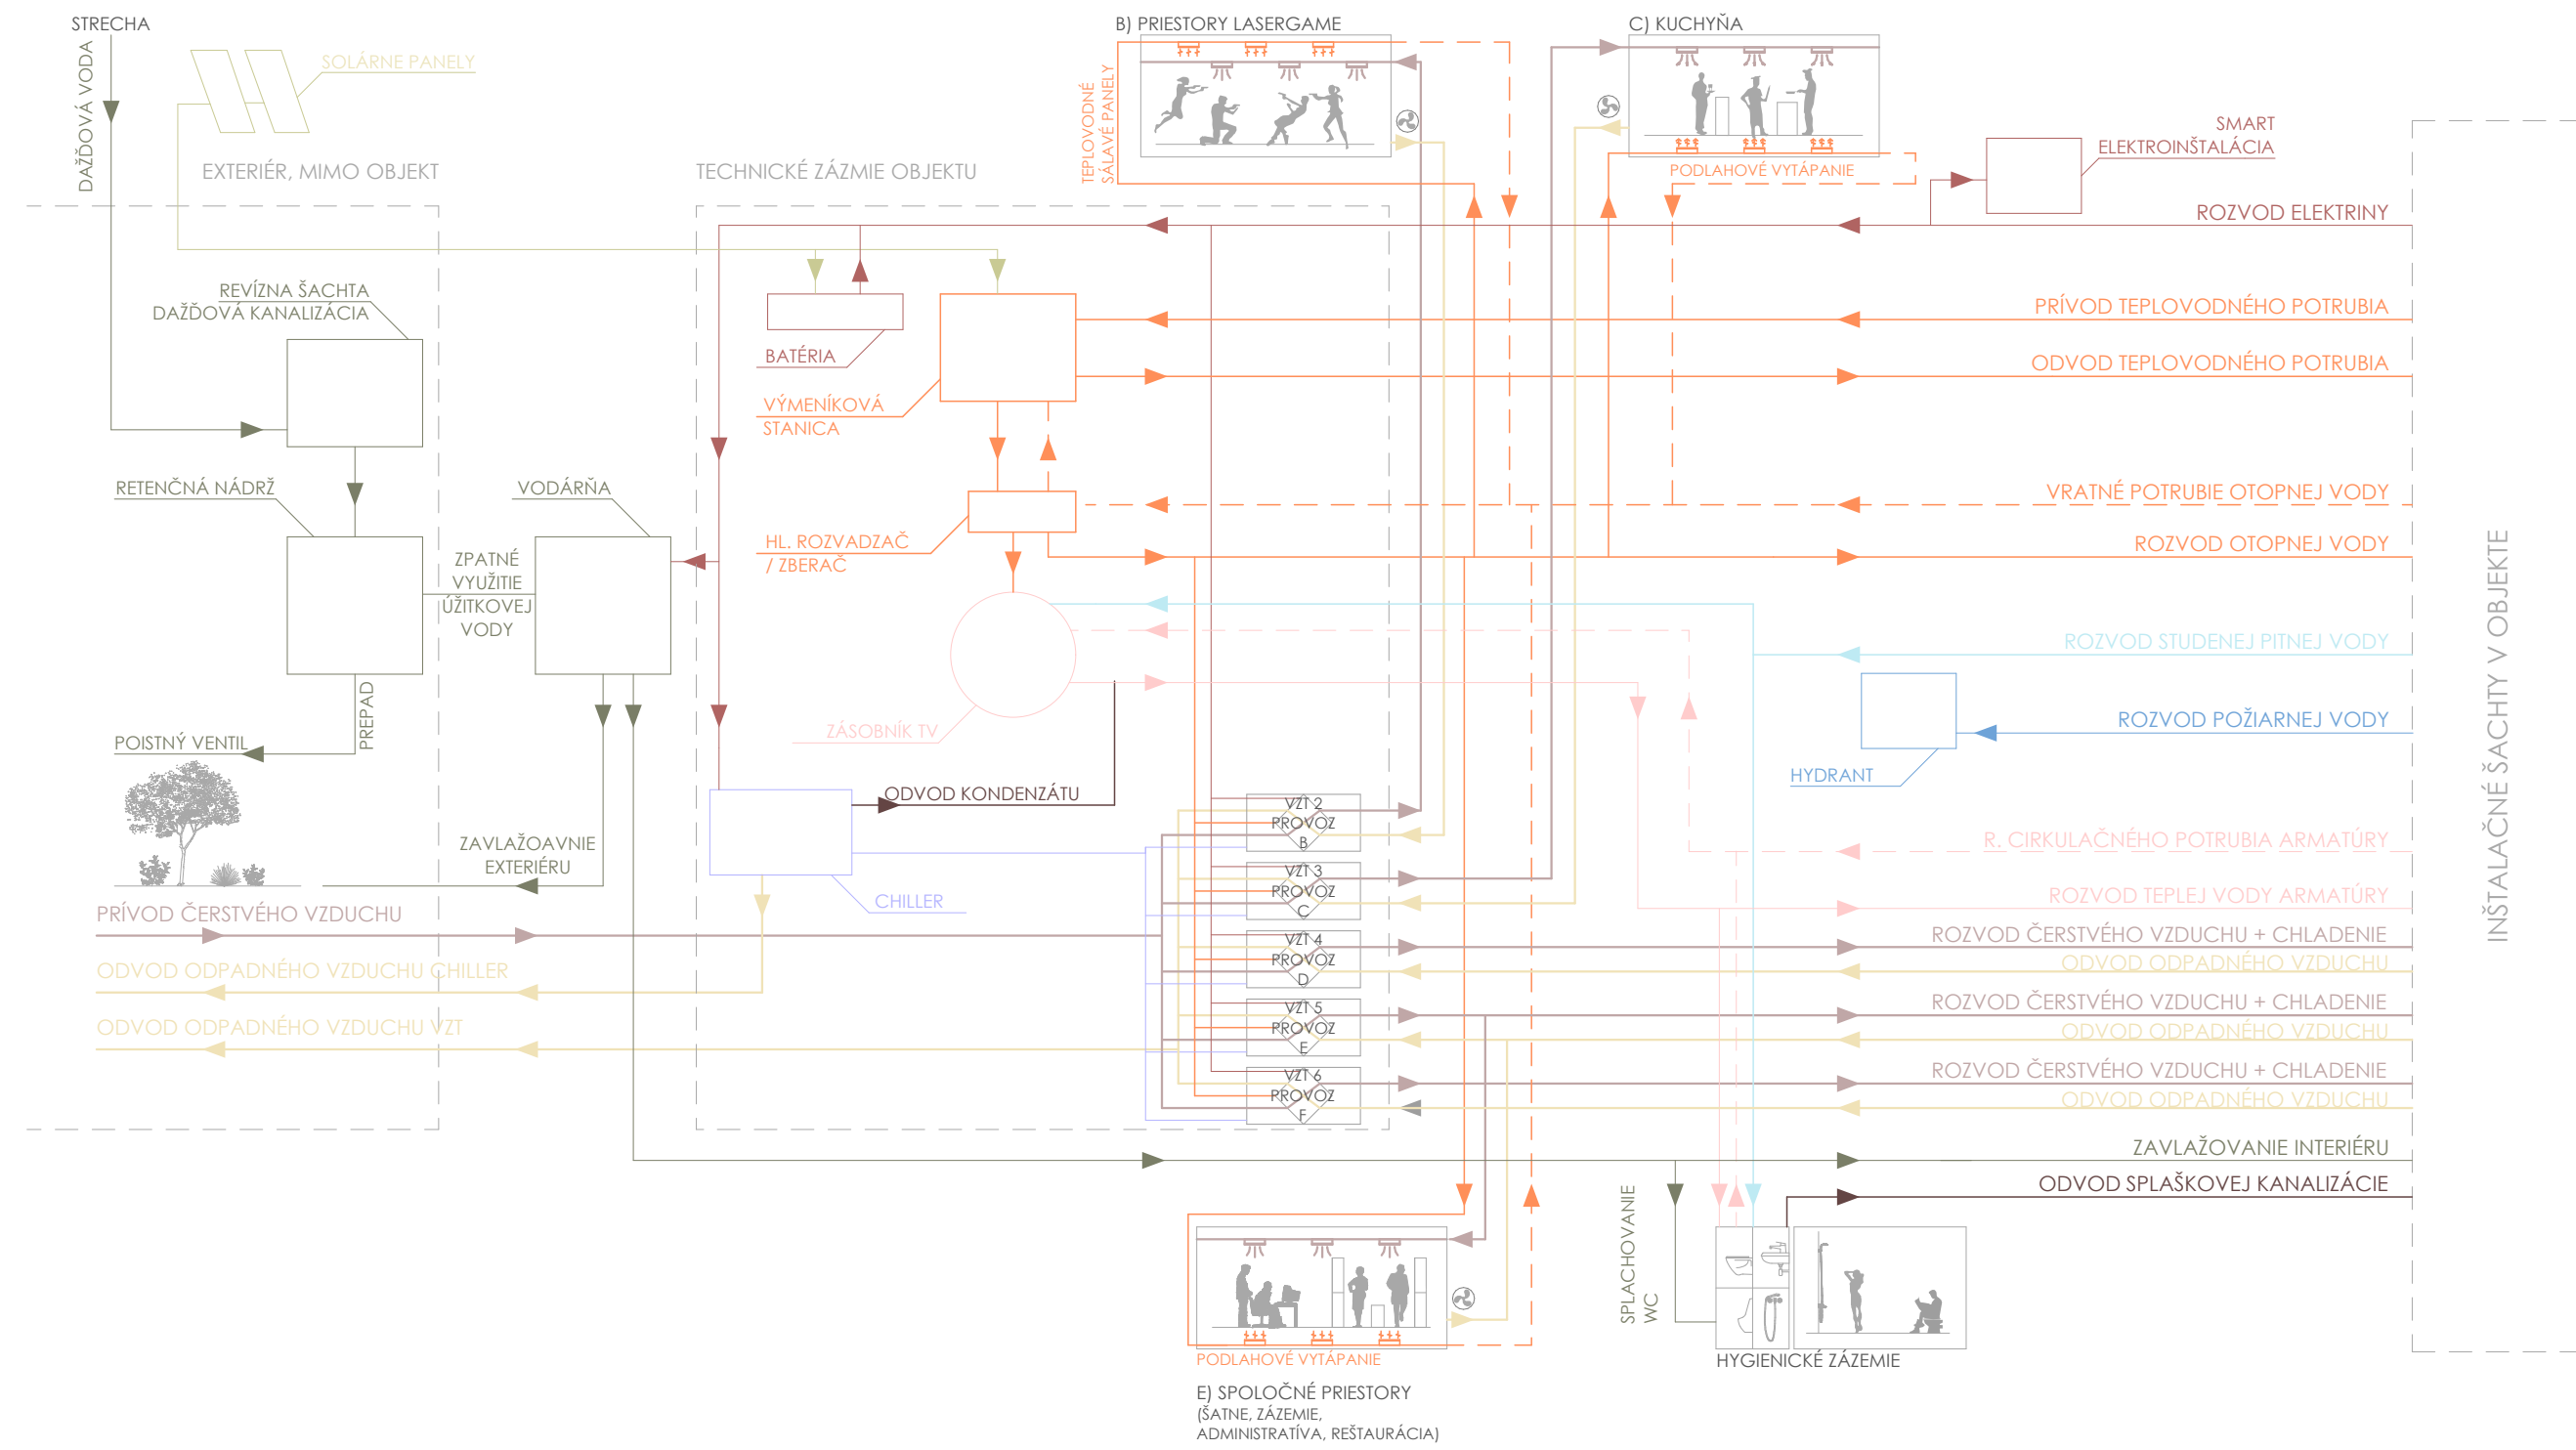 STRECHA
DAŽĎOVÁ VODA
SOLÁRNE PANELY
EXTERIÉR, MIMO OBJEKT
TECHNICKÉ ZÁZMIE OBJEKTU
B) PRIESTORY LASERGAME
TEPLOVODNÉ
SÁLAVÉ PANELY
C) KUCHYŇA
PODLAHOVÉ VYTÁPANIE
SMART
ELEKTROINŠTALÁCIA
ROZVOD ELEKTRINY
REVÍZNA ŠACHTA
DAŽĎOVÁ KANALIZÁCIA
BATÉRIA
VÝMENÍKOVÁ
STANICA
PRÍVOD TEPLOVODNÉHO POTRUBIA
ODVOD TEPLOVODNÉHO POTRUBIA
RETENČNÁ NÁDRŽ
VODÁRŇA
HL. ROZVADZAČ
/ ZBERAČ
VRATNÉ POTRUBIE OTOPNEJ VODY
ROZVOD OTOPNEJ VODY
ZPATNÉ
VYUŽITIE
ÚŽITKOVEJ
VODY
INŠTALAČNÉ ŠACHTY V OBJEKTE
ROZVOD STUDENEJ PITNEJ VODY
PREPAD
POISTNÝ VENTIL
ZÁSOBNÍK TV
ROZVOD POŽIARNEJ VODY
HYDRANT
ODVOD KONDENZÁTU
ZAVLAŽOAVNIE
EXTERIÉRU
CHILLER
VZT 2
PROVOZ
B
VZT 3
PROVOZ
C
VZT 4
PROVOZ
D
VZT 5
PROVOZ
E
VZT 6
PROVOZ
F
R. CIRKULAČNÉHO POTRUBIA ARMATÚRY
ROZVOD TEPLEJ VODY ARMATÚRY
PRÍVOD ČERSTVÉHO VZDUCHU
ODVOD ODPADNÉHO VZDUCHU CHILLER
ODVOD ODPADNÉHO VZDUCHU VZT
ROZVOD ČERSTVÉHO VZDUCHU + CHLADENIE
ODVOD ODPADNÉHO VZDUCHU
ROZVOD ČERSTVÉHO VZDUCHU + CHLADENIE
ODVOD ODPADNÉHO VZDUCHU
ROZVOD ČERSTVÉHO VZDUCHU + CHLADENIE
ODVOD ODPADNÉHO VZDUCHU
ZAVLAŽOVANIE INTERIÉRU
ODVOD SPLAŠKOVEJ KANALIZÁCIE
SPLACHOVANIE
WC
HYGIENICKÉ ZÁZEMIE
PODLAHOVÉ VYTÁPANIE
E) SPOLOČNÉ PRIESTORY
(ŠATNE, ZÁZEMIE,
ADMINISTRATÍVA, REŠTAURÁCIA)